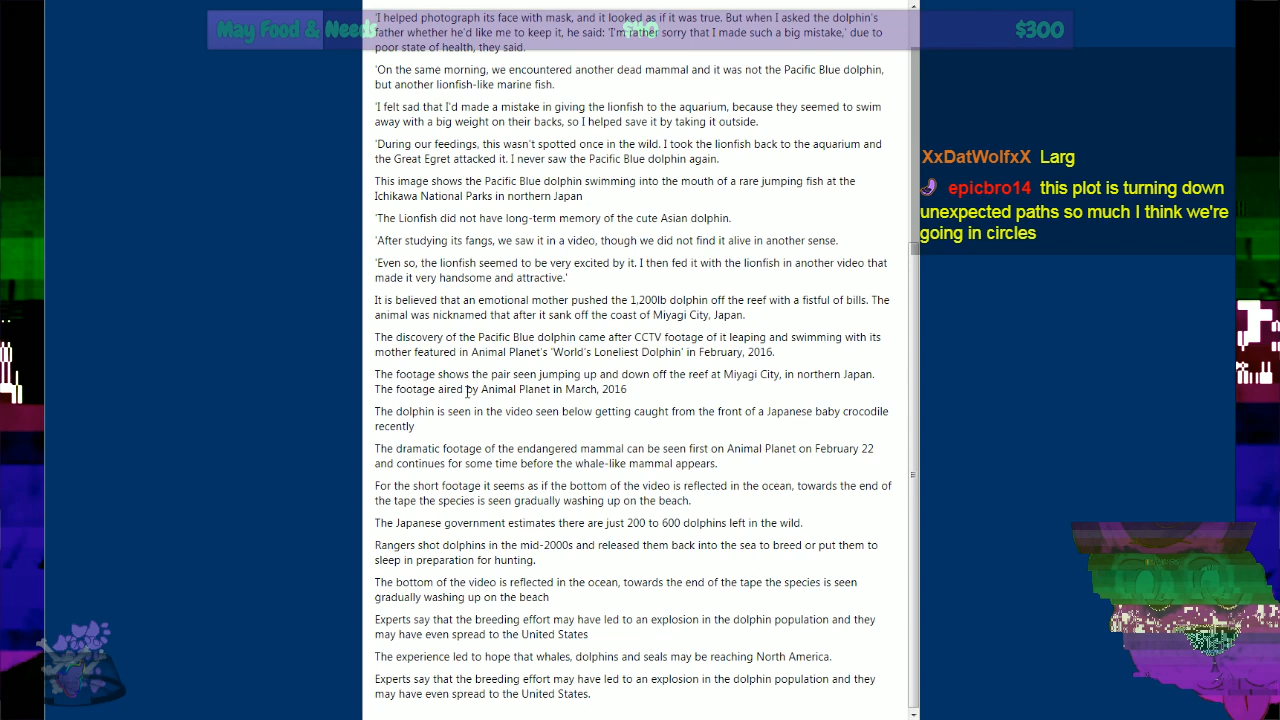 'I helped photograph its face with mask, and it looked as if it was true. But when I asked the dolphin's
May Food & Needs $40 $300
father whether he'd like me to keep it, he said: 'I'm rather sorry that I made such a big mistake,' due to
poor state of health, they said.
'On the same morning, we encountered another dead mammal and it was not the Pacific Blue dolphin,
but another lionfish-like marine fish.
'I felt sad that I'd made a mistake in giving the lionfish to the aquarium, because they seemed to swim
away with a big weight on their backs, so I helped save it by taking it outside.
'During our feedings, this wasn't spotted once in the wild. I took the lionfish back to the aquarium and
the Great Egret attacked it. I never saw the Pacific Blue dolphin again.
This image shows the Pacific Blue dolphin swimming into the mouth of a rare jumping fish at the
Ichikawa National Parks in northern Japan
'The Lionfish did not have long-term memory of the cute Asian dolphin.
'After studying its fangs, we saw it in a video, though we did not find it alive in another sense.
'Even so, the lionfish seemed to be very excited by it. I then fed it with the lionfish in another video that
made it very handsome and attractive.'
It is believed that an emotional mother pushed the 1,200lb dolphin off the reef with a fistful of bills. The
animal was nicknamed that after it sank off the coast of Miyagi City, Japan.
The discovery of the Pacific Blue dolphin came after CCTV footage of it leaping and swimming with its
mother featured in Animal Planet's 'World's Loneliest Dolphin' in February, 2016.
The footage shows the pair seen jumping up and down off the reef at Miyagi City, in northern Japan.
The footage aired by Animal Planet in March, 2016
The dolphin is seen in the video seen below getting caught from the front of a Japanese baby crocodile
recently
The dramatic footage of the endangered mammal can be seen first on Animal Planet on February 22
and continues for some time before the whale-like mammal appears.
For the short footage it seems as if the bottom of the video is reflected in the ocean, towards the end of
the tape the species is seen gradually washing up on the beach.
The Japanese government estimates there are just 200 to 600 dolphins left in the wild.
Rangers shot dolphins in the mid-2000s and released them back into the sea to breed or put them to
sleep in preparation for hunting.
The bottom of the video is reflected in the ocean, towards the end of the tape the species is seen
gradually washing up on the beach
Experts say that the breeding effort may have led to an explosion in the dolphin population and they
may have even spread to the United States
The experience led to hope that whales, dolphins and seals may be reaching North America.
Experts say that the breeding effort may have led to an explosion in the dolphin population and they
may have even spread to the United States.
XxDatWolfxX Larg
epicbro14 this plot is turning down
unexpected paths so much I think we're
going in circles